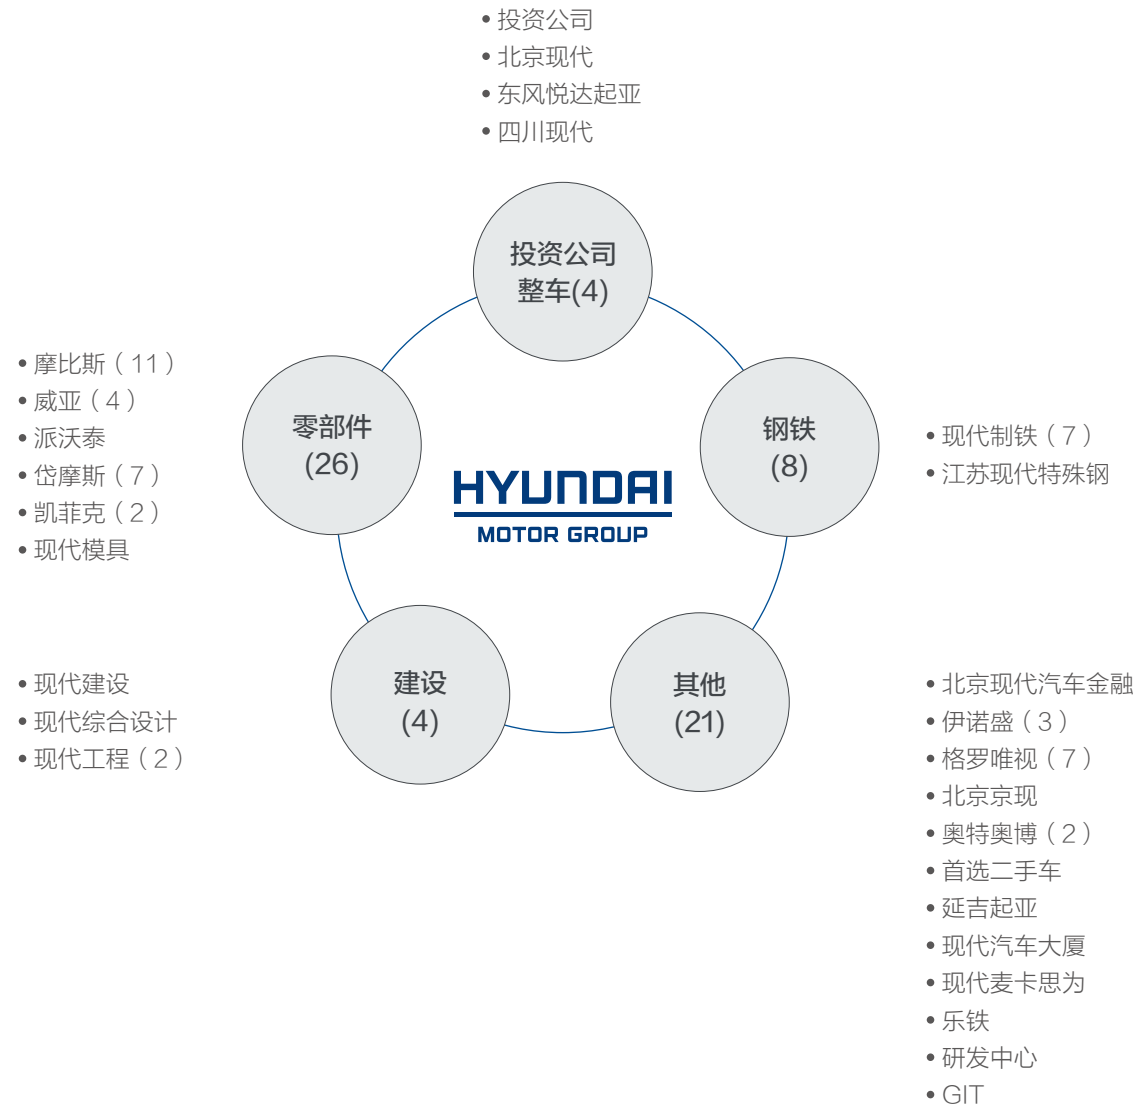 • 投资公司
• 北京现代
• 东风悦达起亚
• 四川现代
投资公司
整车(4)
• 摩比斯（11）
• 威亚（4）
• 派沃泰
• 岱摩斯（7）
• 凯菲克（2）
• 现代模具
零部件
(26)
钢铁
(8)
• 现代制铁（7）
• 江苏现代特殊钢
HYUNDAI
MOTOR GROUP
• 现代建设
• 现代综合设计
• 现代工程（2）
建设
(4)
其他
(21)
• 北京现代汽车金融
• 伊诺盛（3）
• 格罗唯视（7）
• 北京京现
• 奥特奥博（2）
• 首选二手车
• 延吉起亚
• 现代汽车大厦
• 现代麦卡思为
• 乐铁
• 研发中心
• GIT